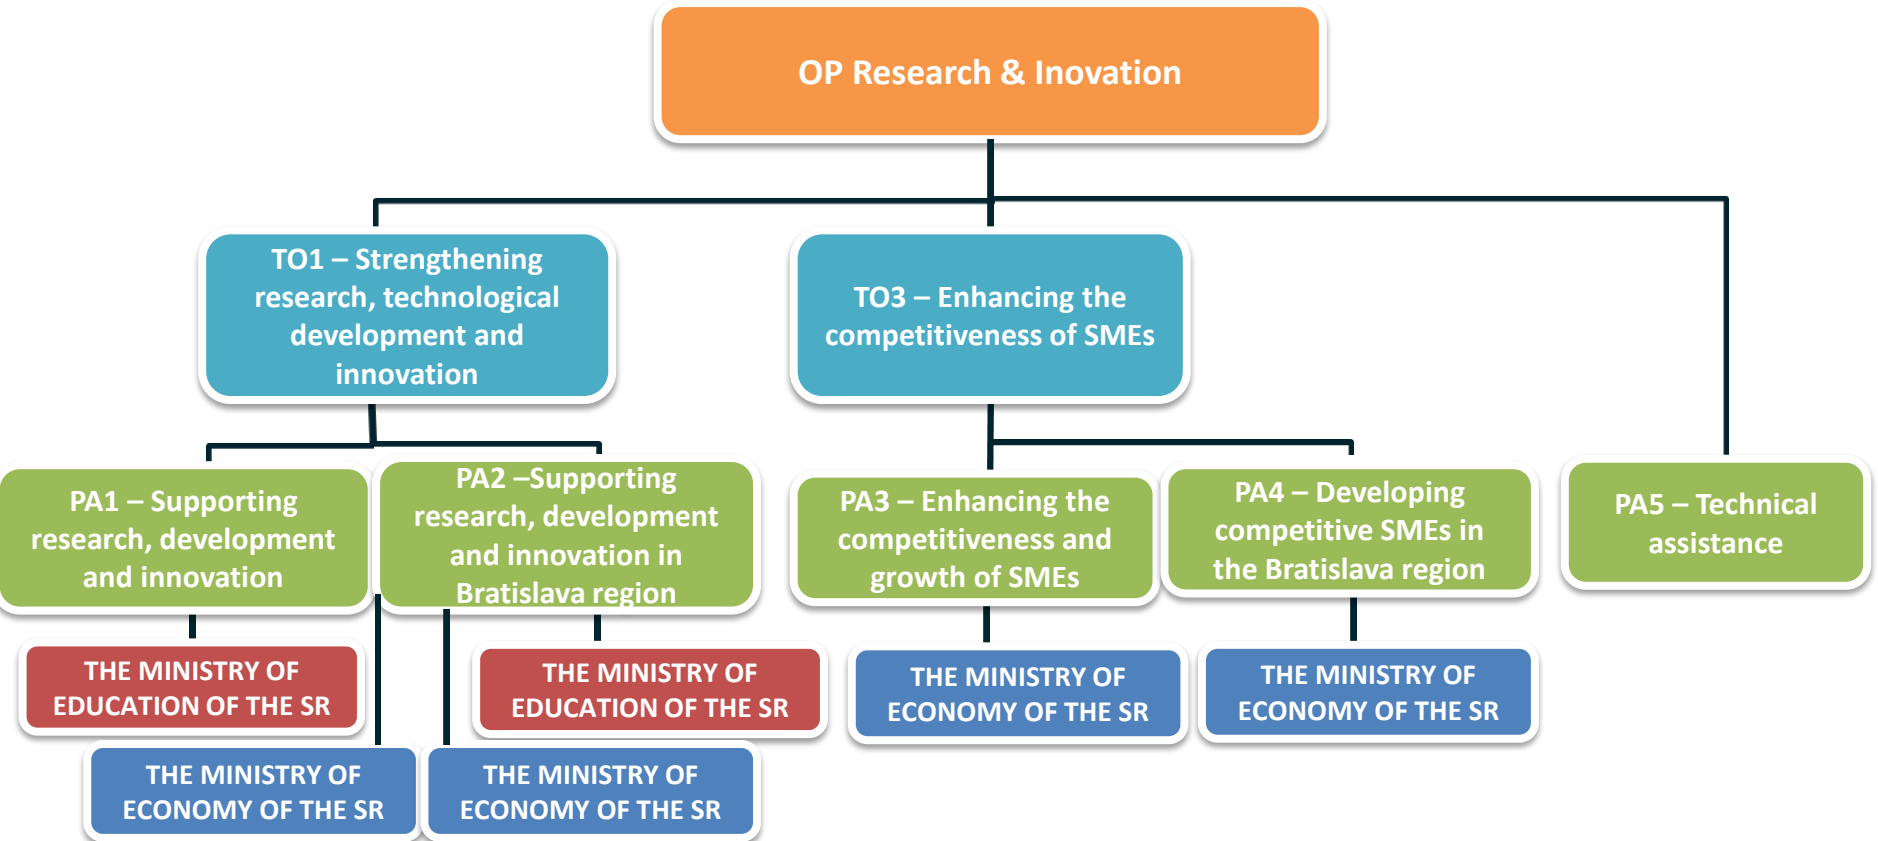 OP Research & Inovation
TO1 – Strengthening
research, technological
development and
innovation
TO3 – Enhancing the
competitiveness of SMEs
PA1 – Supporting
research, development
and innovation
PA2 –Supporting
research, development
and innovation in
Bratislava region
PA3 – Enhancing the
competitiveness and
growth of SMEs
PA4 – Developing
competitive SMEs in
the Bratislava region
PA5 – Technical
assistance
THE MINISTRY OF
EDUCATION OF THE SR
THE MINISTRY OF
EDUCATION OF THE SR
THE MINISTRY OF
ECONOMY OF THE SR
THE MINISTRY OF
ECONOMY OF THE SR
THE MINISTRY OF
ECONOMY OF THE SR
THE MINISTRY OF
ECONOMY OF THE SR